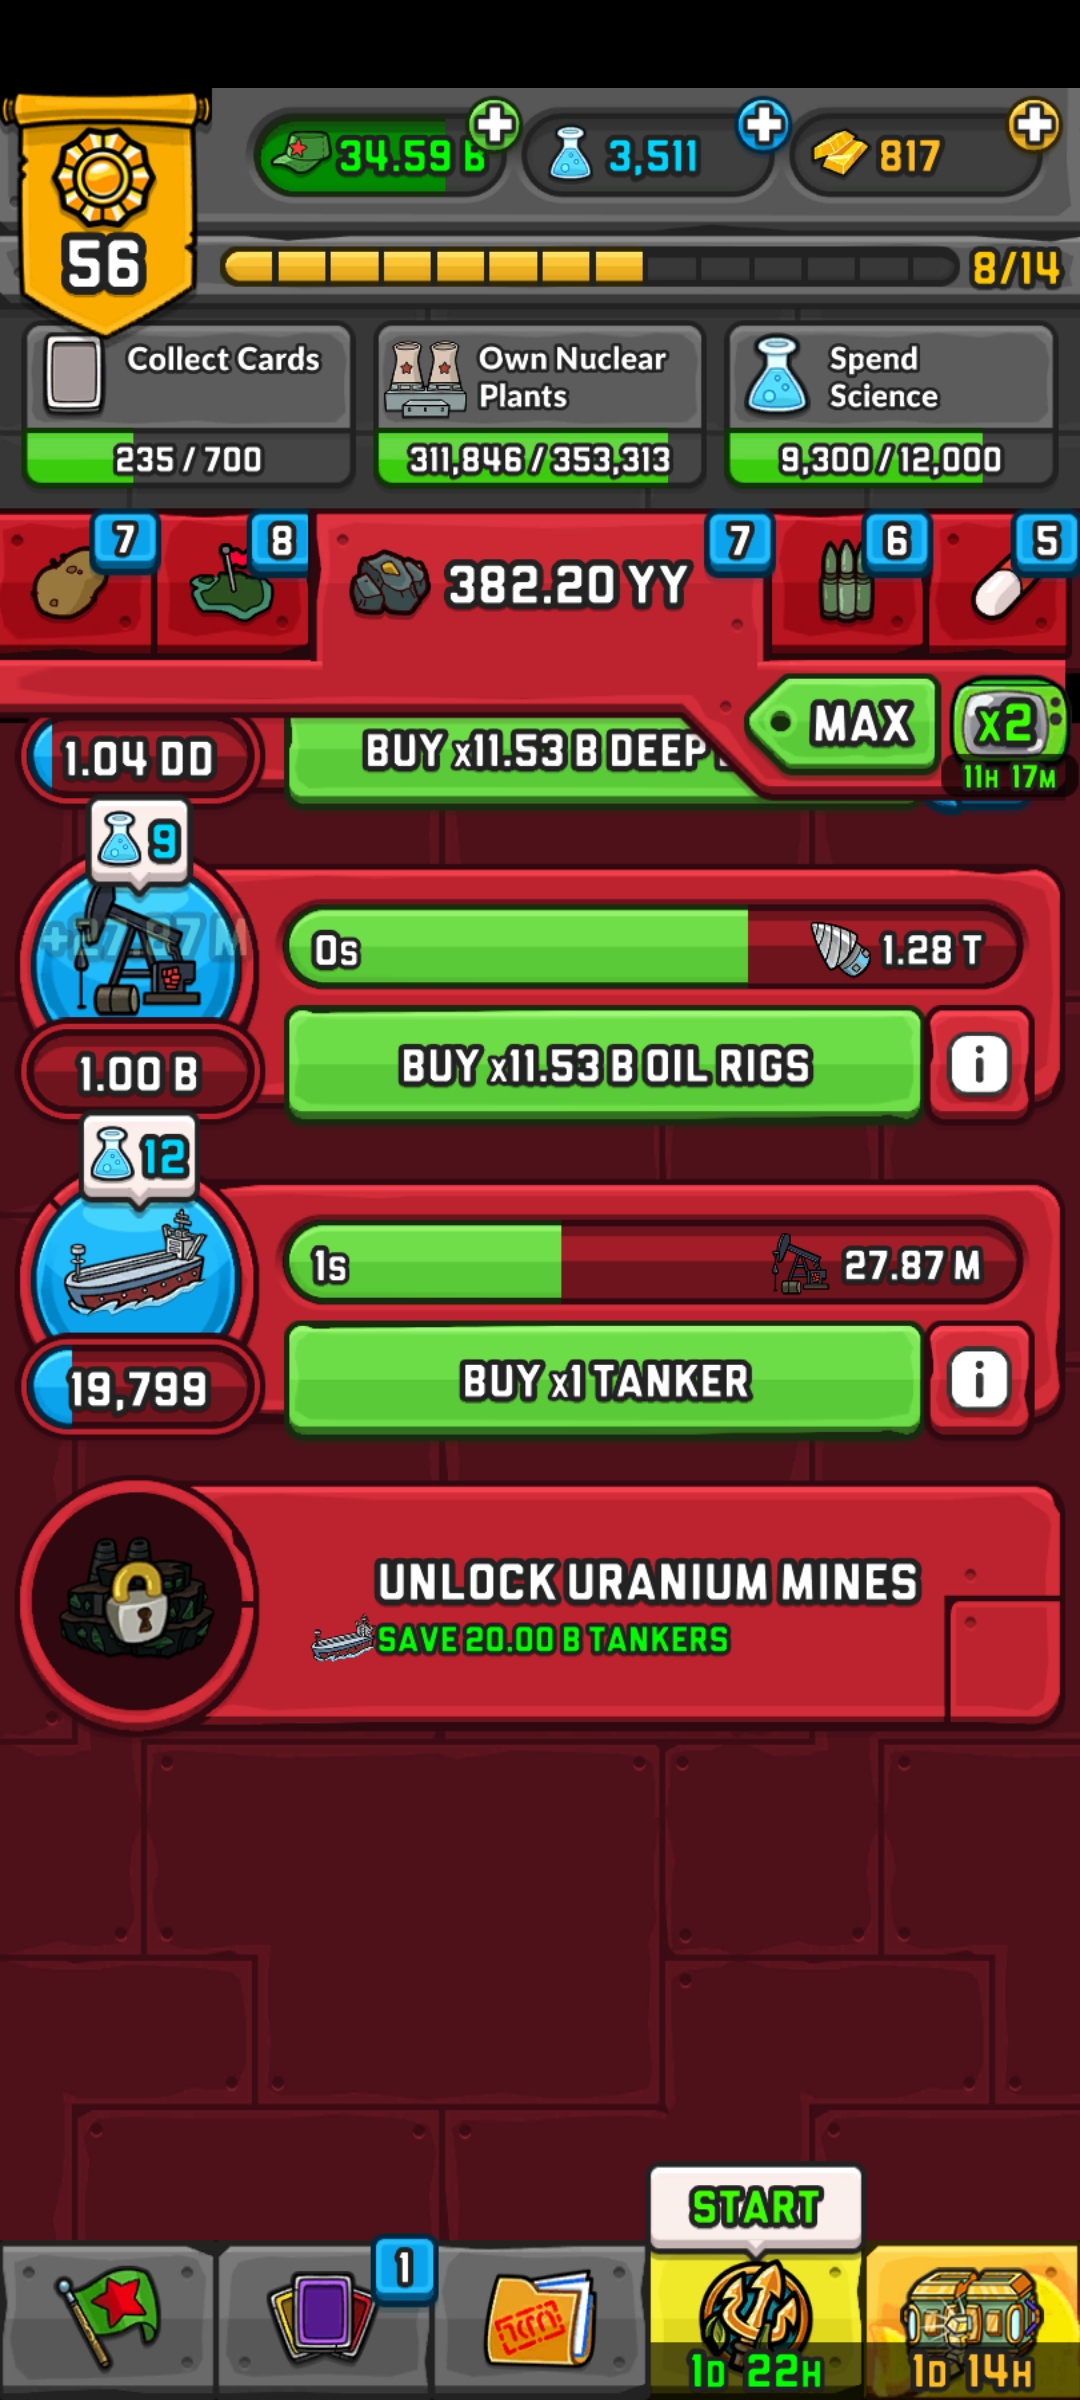 56
34.59 B
3,511
817
8/14
Collect Cards
235 / 700
Own Nuclear
Plants
311,846 / 353,313
Spend
Science
9,300 / 12,000
7
8
382.20 YY
7
6
5
MAX
x2
11H 17M
1.04 DD
BUY x11.53 B DEEP
9
+27.87 M
0s
1.28 T
1.00 B
BUY x11.53 B OIL RIGS
i
12
1s
27.87 M
19,799
BUY x1 TANKER
i
UNLOCK URANIUM MINES
SAVE 20.00 B TANKERS
START
1
1D 22H
1D 14H